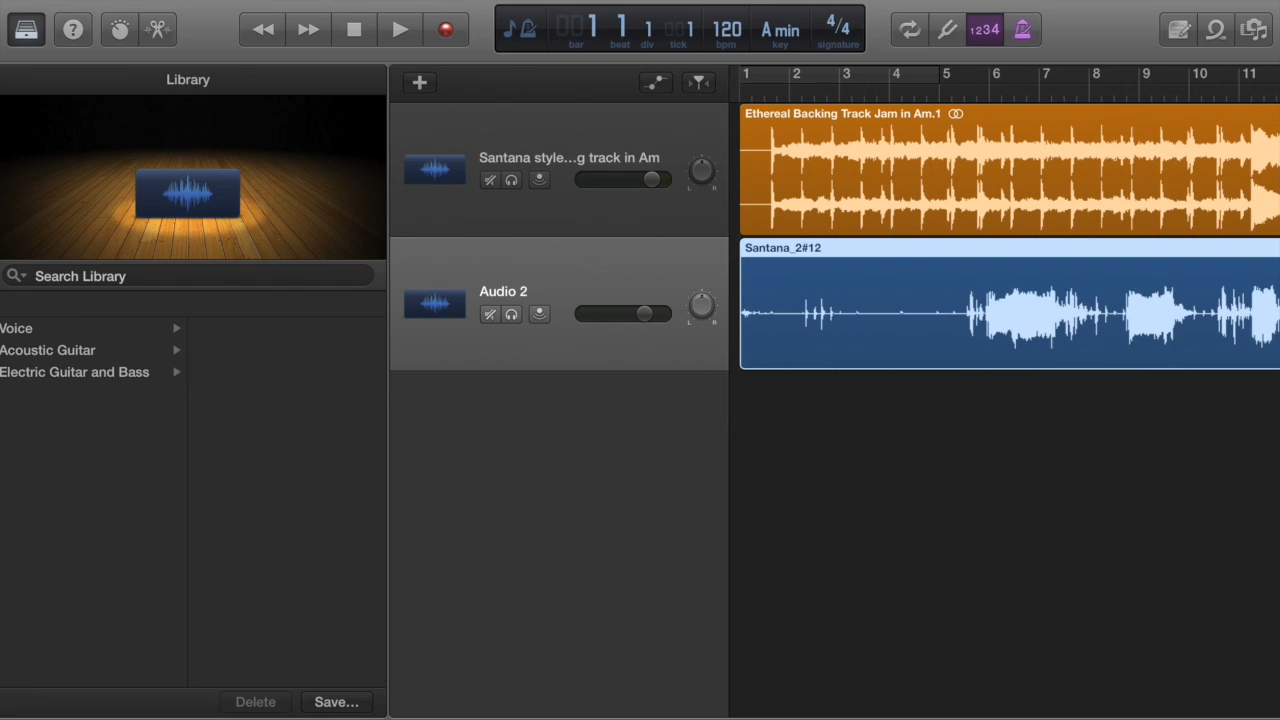 1 1 1 1 120 A min 4/4
bar beat div tick bpm key signature
1234
Library
1 2 3 4 5 6 7 8 9 10 11
Ethereal Backing Track Jam in Am.1
Santana style...g track in Am
L R
Search Library
Santana_2#12
Audio 2
L R
Voice
Acoustic Guitar
Electric Guitar and Bass
Delete Save...